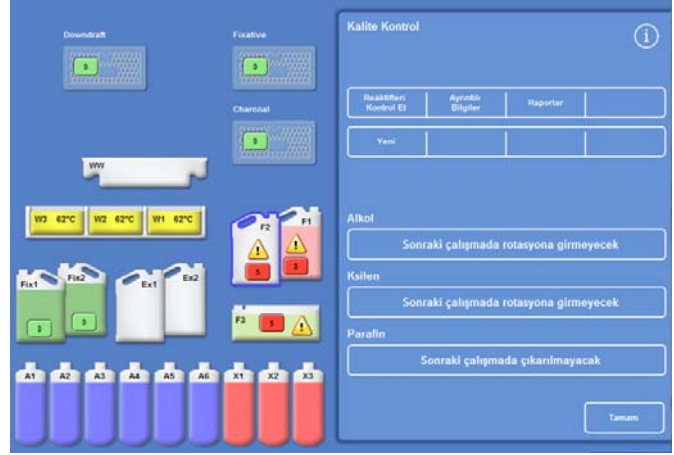 Downdraft
Fixative
Kalite Kontrol
i
Charcoal
Reaktifleri Kontrol Et
Ayrıntılı Bilgiler
Raporlar
Yeni
WW
W3 62°C
W2 62°C
W1 62°C
F2
F1
5
3
Alkol
Sonraki çalışmada rotasyona girmeyecek
Fix1
Fix2
Ex1
Ex2
Ksilen
Sonraki çalışmada rotasyona girmeyecek
F3
Parafin
Sonraki çalışmada çıkarılmayacak
A1
A2
A3
A4
A5
A6
X1
X2
X3
Tamam